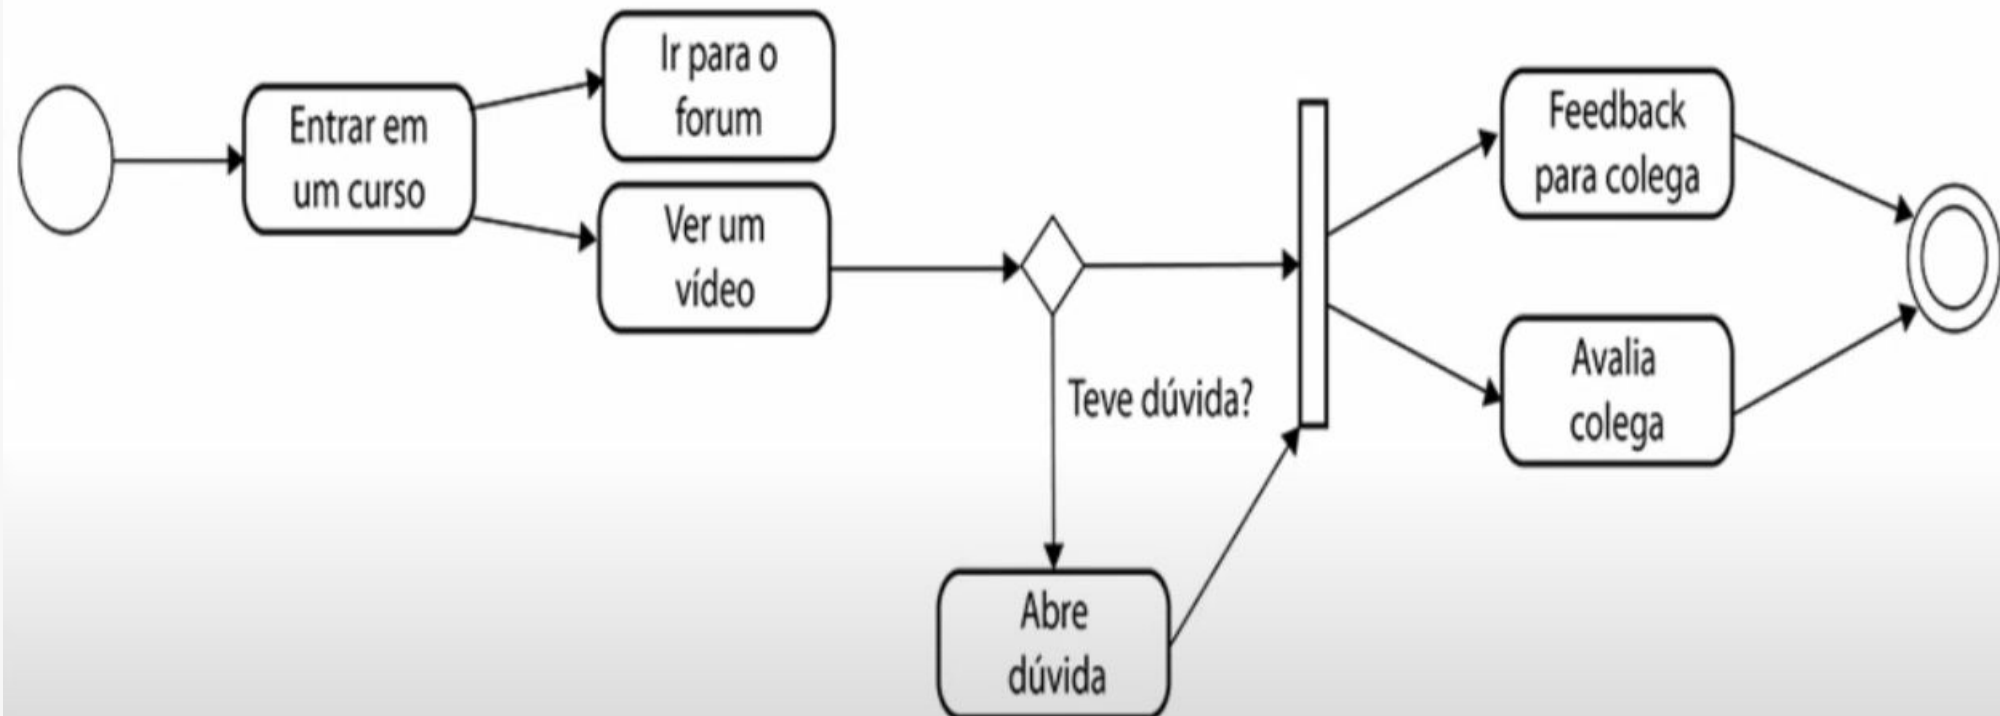 Entrar em
um curso
Ir para o
forum
Ver um
vídeo
Teve dúvida?
Abre
dúvida
Feedback
para colega
Avalia
colega